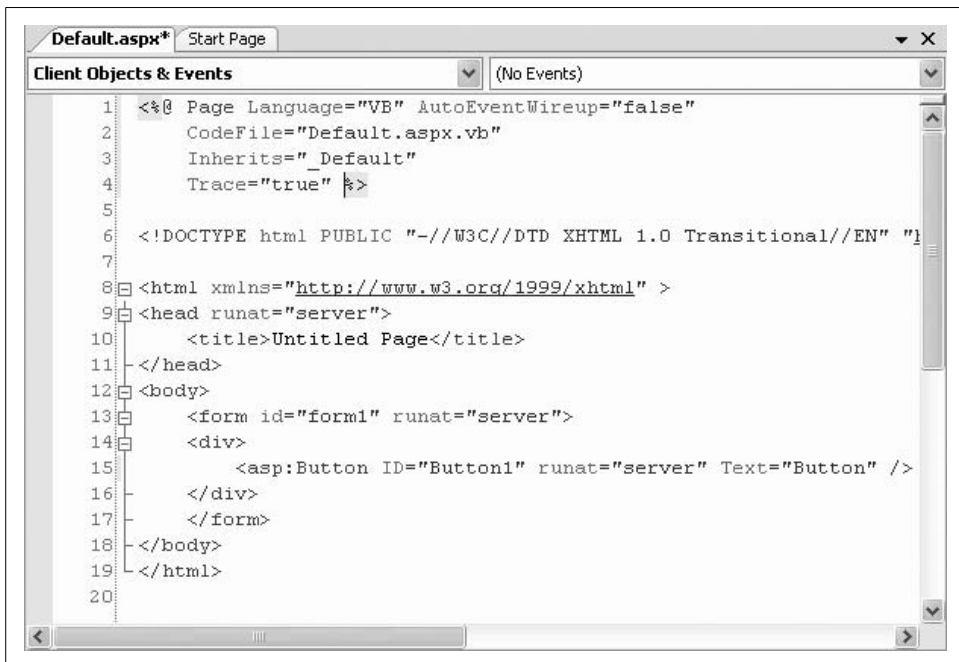 Default.aspx* Start Page
Client Objects & Events (No Events)
1 <%@ Page Language="VB" AutoEventWireup="false"
2 CodeFile="Default.aspx.vb"
3 Inherits="_Default"
4 Trace="true" %>
5
6 <!DOCTYPE html PUBLIC "-//W3C//DTD XHTML 1.0 Transitional//EN" "
7
8 <html xmlns="http://www.w3.org/1999/xhtml" >
9 <head runat="server">
10 <title>Untitled Page</title>
11 </head>
12 <body>
13 <form id="form1" runat="server">
14 <div>
15 <asp:Button ID="Button1" runat="server" Text="Button" />
16 </div>
17 </form>
18 </body>
19 </html>
20